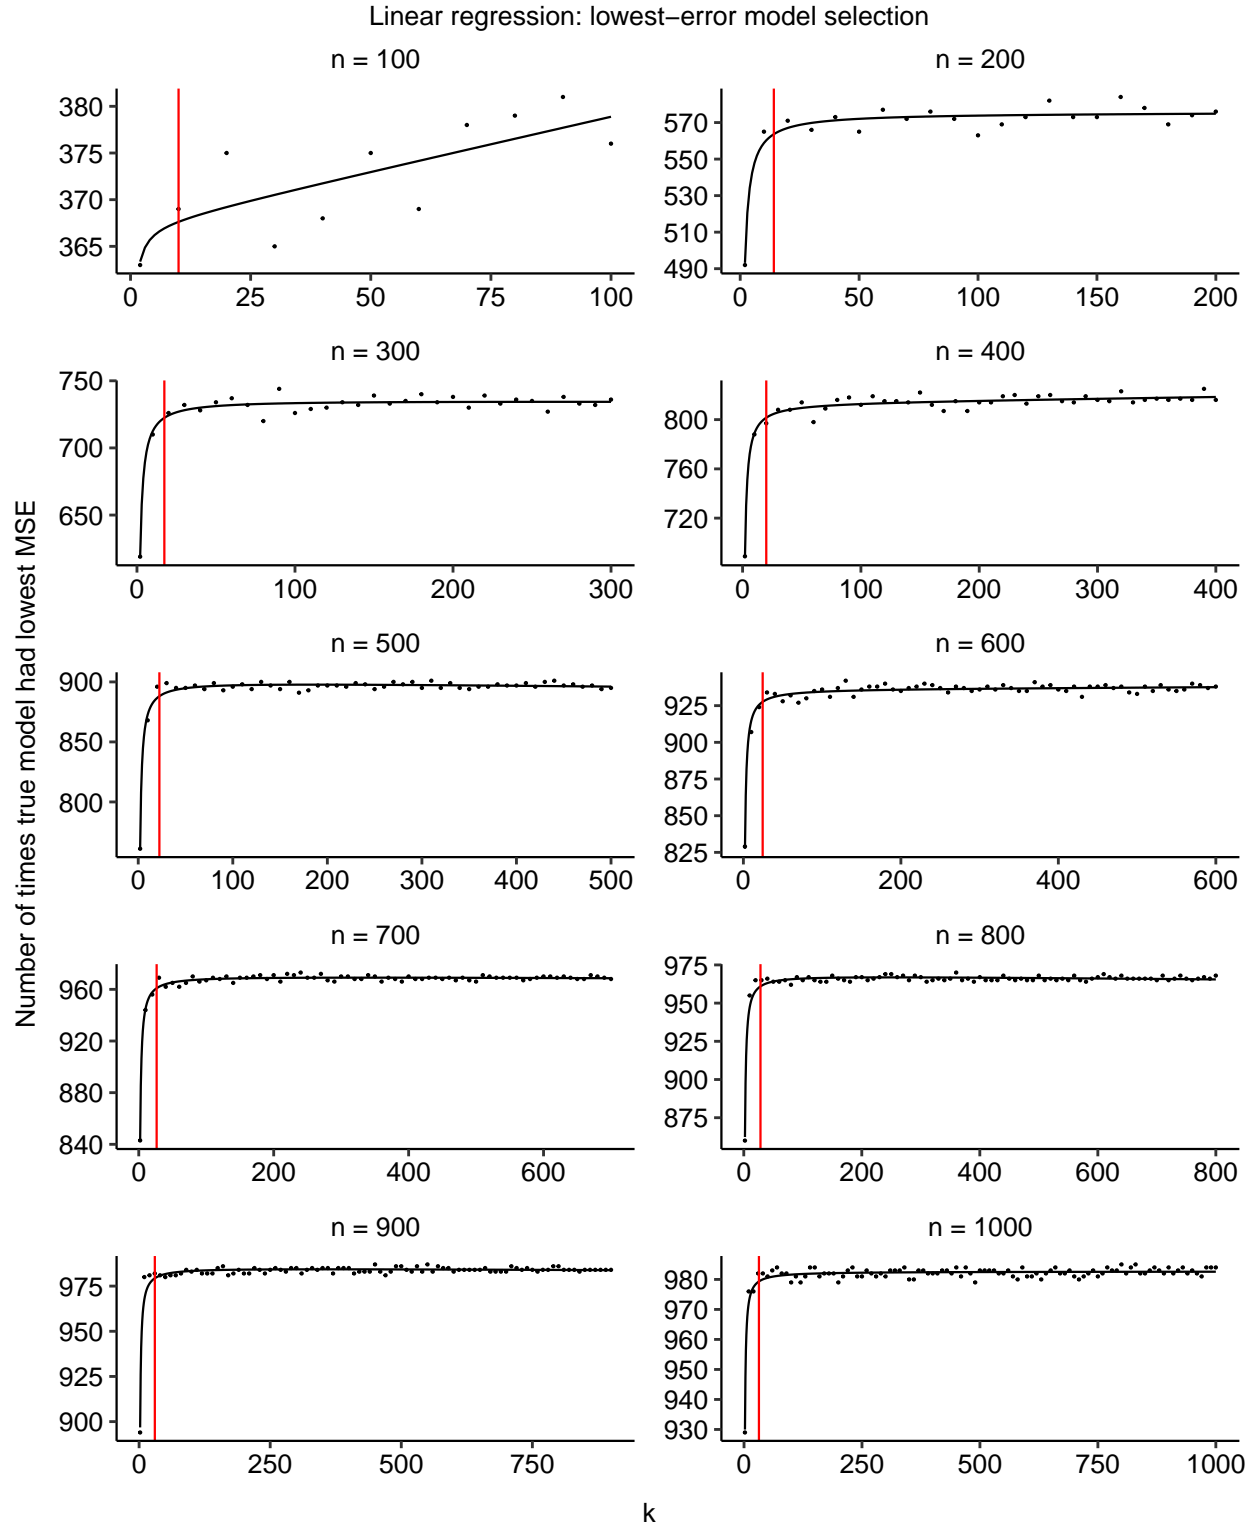 Linear regression: lowest−error model selection
Number of times true model had lowest MSE
n = 100
380
375
370
365
0 25 50 75 100
n = 200
570
550
530
510
490
0 50 100 150 200
n = 300
750
700
650
0 100 200 300
n = 400
800
760
720
0 100 200 300 400
n = 500
900
850
800
0 100 200 300 400 500
n = 600
925
900
875
850
825
0 200 400 600
n = 700
960
920
880
840
0 200 400 600
n = 800
975
950
925
900
875
0 200 400 600 800
n = 900
975
950
925
900
0 250 500 750
n = 1000
980
970
960
950
940
930
0 250 500 750 1000
k